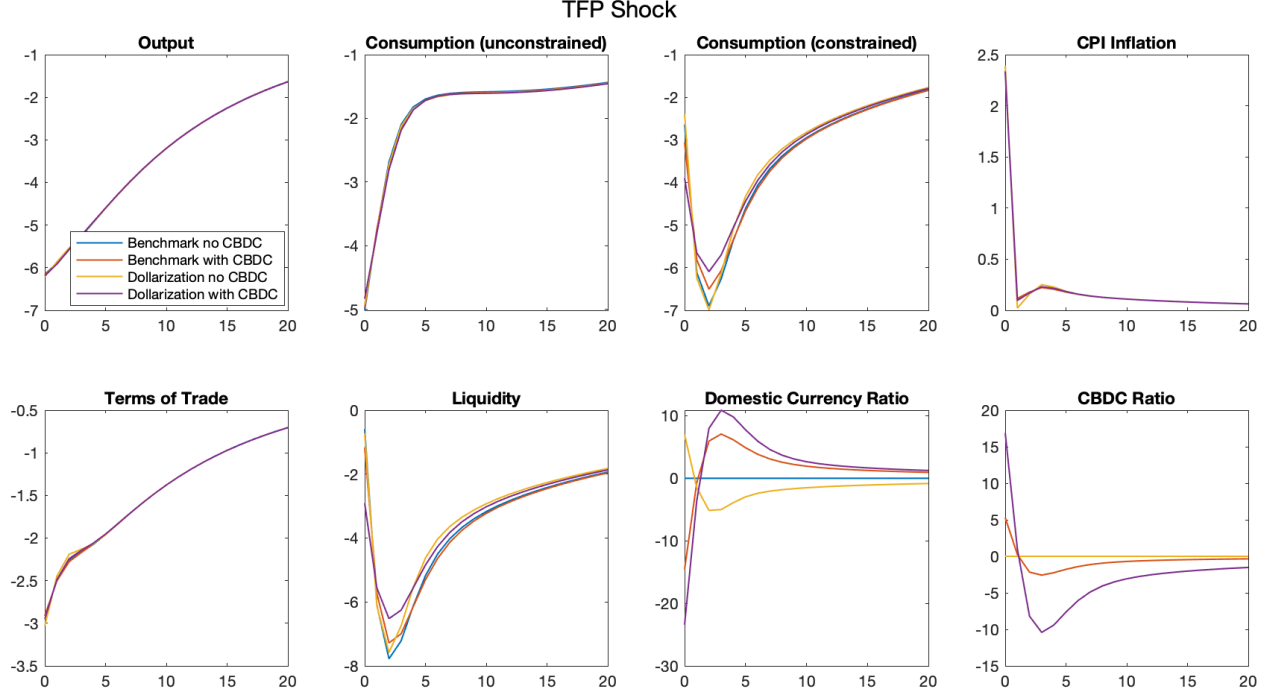 TFP Shock
Output
-1
-2
-3
-4
-5
-6
-7
0 5 10 15 20
Benchmark no CBDC
Benchmark with CBDC
Dollarization no CBDC
Dollarization with CBDC
Consumption (unconstrained)
-1
-2
-3
-4
-5
0 5 10 15 20
Consumption (constrained)
-1
-2
-3
-4
-5
-6
-7
0 5 10 15 20
CPI Inflation
2.5
2
1.5
1
0.5
0
0 5 10 15 20
Terms of Trade
-0.5
-1
-1.5
-2
-2.5
-3
-3.5
0 5 10 15 20
Liquidity
0
-2
-4
-6
-8
0 5 10 15 20
Domestic Currency Ratio
10
0
-10
-20
-30
0 5 10 15 20
CBDC Ratio
20
15
10
5
0
-5
-10
-15
0 5 10 15 20